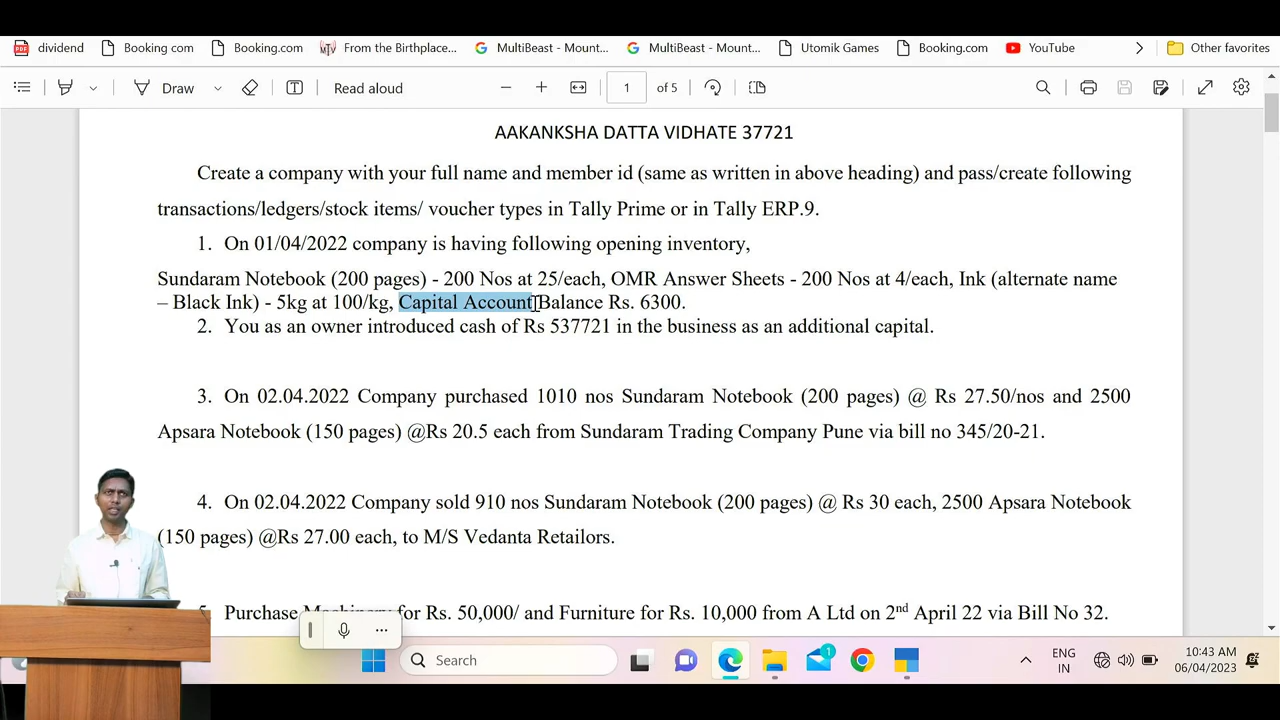 dividend Booking com Booking.com From the Birthplace... MultiBeast - Mount... MultiBeast - Mount... Utomik Games Booking.com YouTube Other favorites
Draw Read aloud 1 of 5
AAKANKSHA DATTA VIDHATE 37721
Create a company with your full name and member id (same as written in above heading) and pass/create following
transactions/ledgers/stock items/ voucher types in Tally Prime or in Tally ERP.9.
1. On 01/04/2022 company is having following opening inventory,
Sundaram Notebook (200 pages) - 200 Nos at 25/each, OMR Answer Sheets - 200 Nos at 4/each, Ink (alternate name
– Black Ink) - 5kg at 100/kg, Capital Account Balance Rs. 6300.
2. You as an owner introduced cash of Rs 537721 in the business as an additional capital.
3. On 02.04.2022 Company purchased 1010 nos Sundaram Notebook (200 pages) @ Rs 27.50/nos and 2500
Apsara Notebook (150 pages) @Rs 20.5 each from Sundaram Trading Company Pune via bill no 345/20-21.
4. On 02.04.2022 Company sold 910 nos Sundaram Notebook (200 pages) @ Rs 30 each, 2500 Apsara Notebook
(150 pages) @Rs 27.00 each, to M/S Vedanta Retailors.
5. Purchase Machinery for Rs. 50,000/ and Furniture for Rs. 10,000 from A Ltd on 2nd April 22 via Bill No 32.
Search
ENG
IN
10:43 AM
06/04/2023